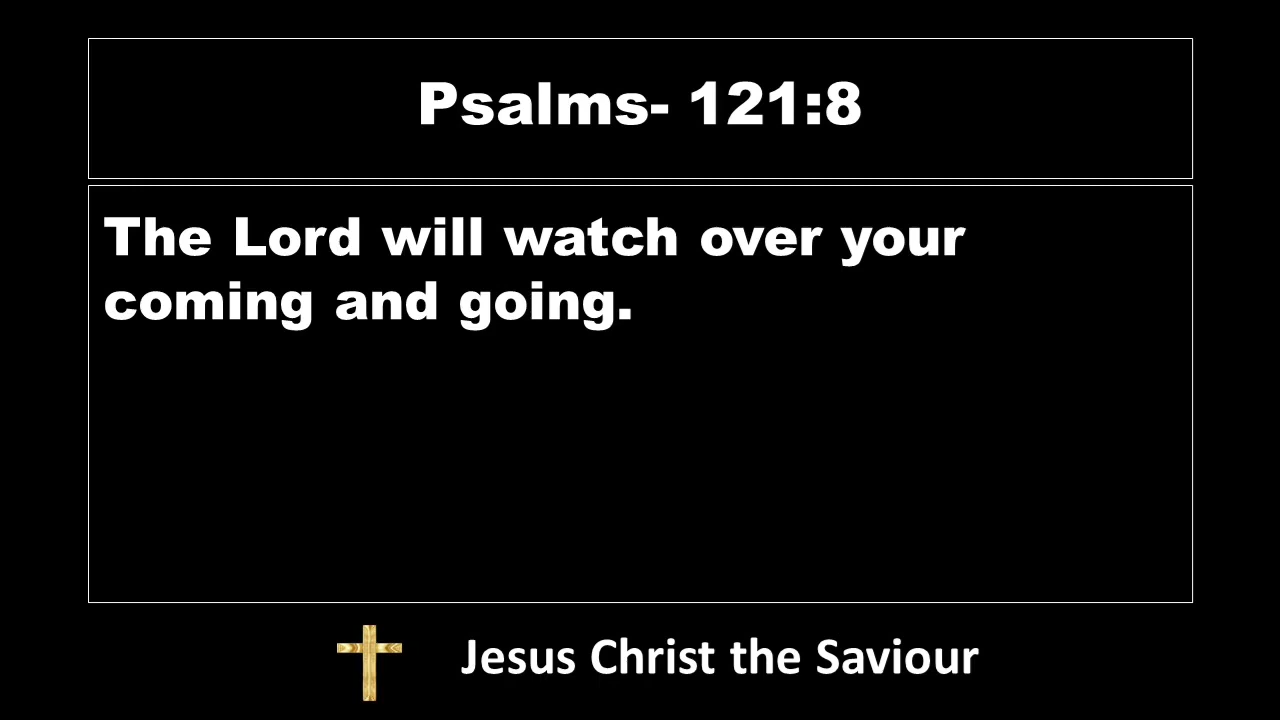 Psalms- 121:8
The Lord will watch over your
coming and going.
Jesus Christ the Saviour